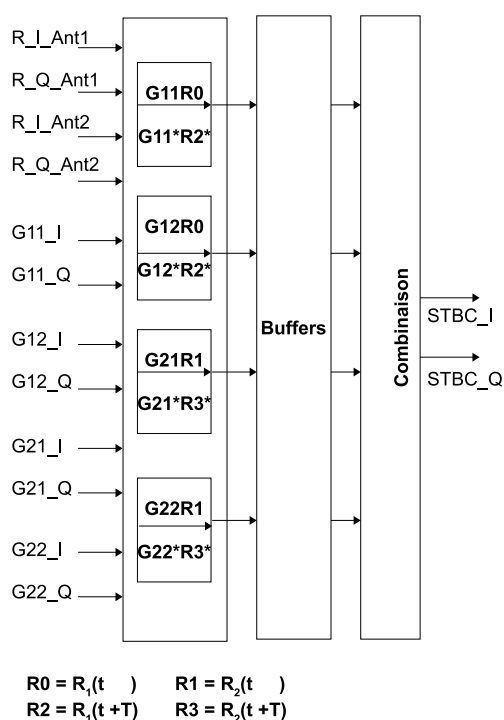 R_I_Ant1
R_Q_Ant1
R_I_Ant2
R_Q_Ant2
G11_I
G11_Q
G12_I
G12_Q
G21_I
G21_Q
G22_I
G22_Q
G11R0
G11*R2*
G12R0
G12*R2*
G21R1
G21*R3*
G22R1
G22*R3*
Buffers
Combinaison
STBC_I
STBC_Q
R0 = R₁(t ) R1 = R₂(t )
R2 = R₁(t +T) R3 = R₂(t +T)